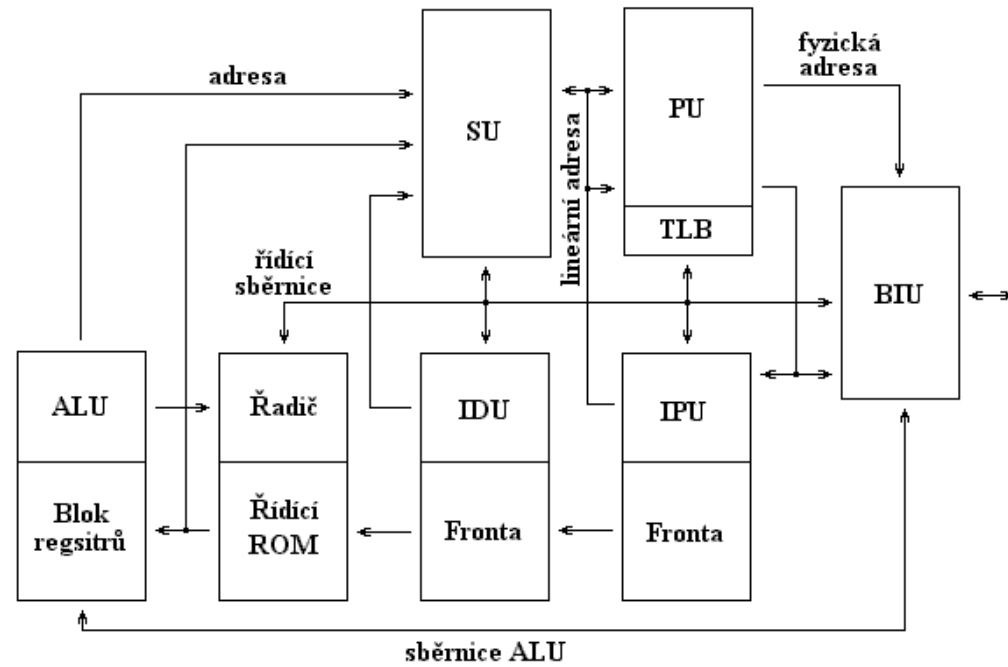 adresa
SU
PU
TLB
fyzická
adresa
lineární adresa
řídící
sběrnice
BIU
ALU
Řadič
IDU
IPU
Blok
regsitrů
Řídící
ROM
Fronta
Fronta
sběrnice ALU